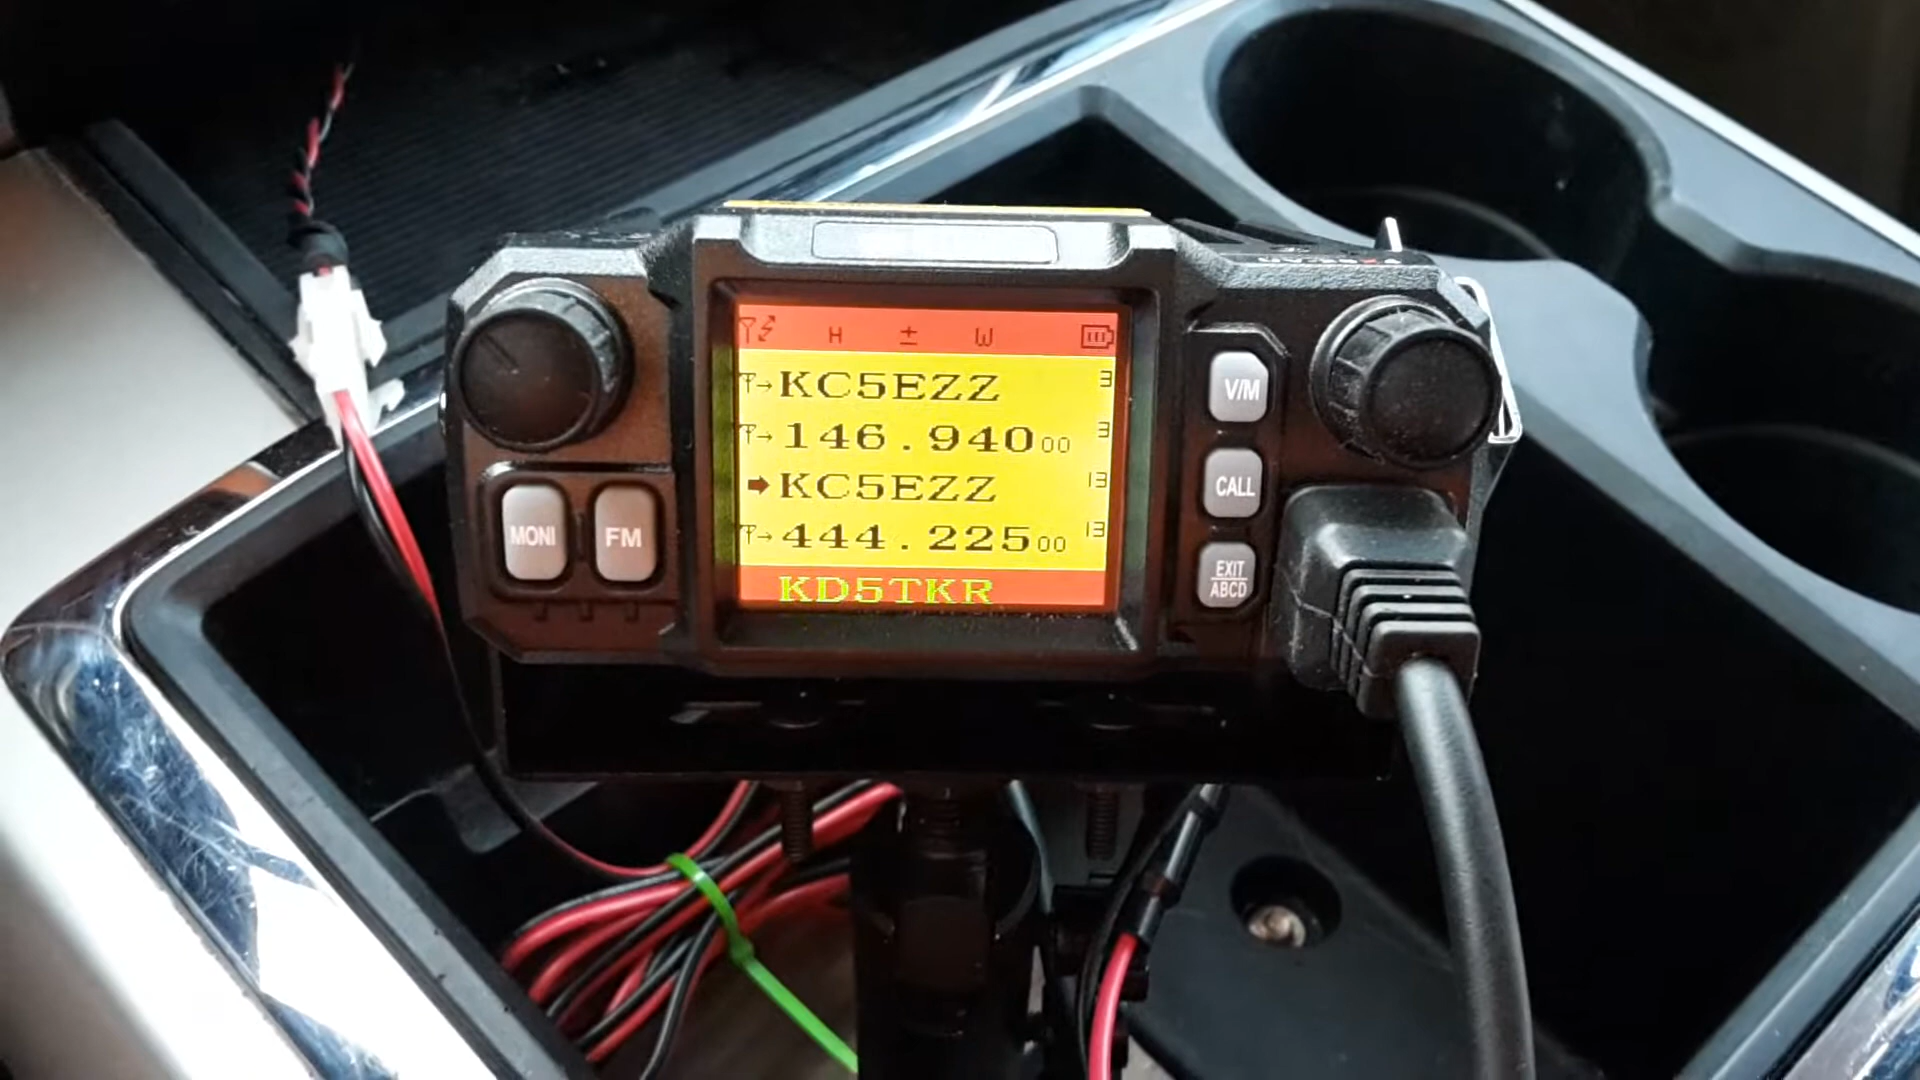 H ± W
KC5EZZ 3
146.94000 3
KC5EZZ 13
444.22500 13
KD5TKR
MONI
FM
V/M
CALL
EXIT
ABCD